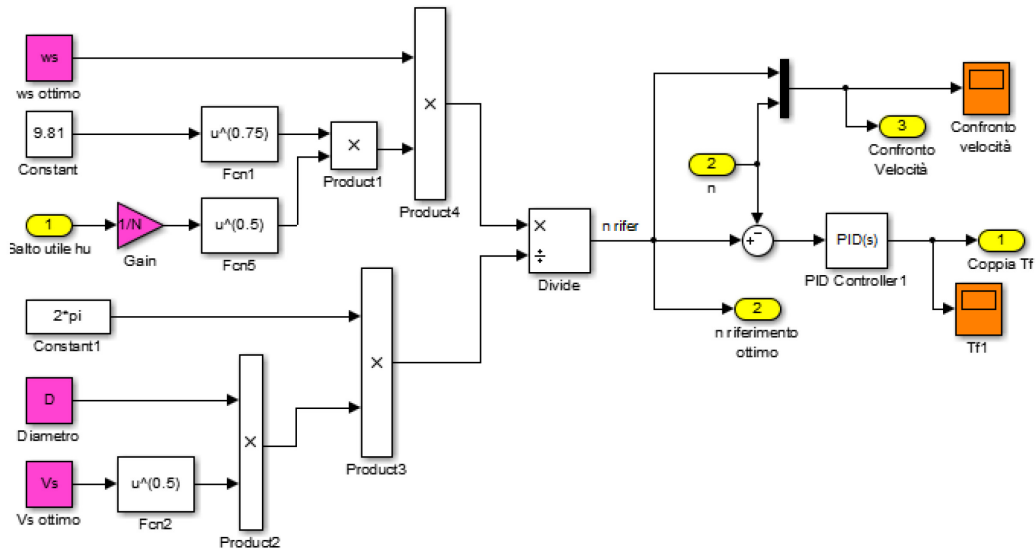 ws
ws ottimo
9.81
Constant
u^(0.75)
Fcn1
×
Product1
×
Product4
1
Salto utile hu
1/N
Gain
u^(0.5)
Fcn5
2*pi
Constant1
D
Diametro
Vs
Vs ottimo
u^(0.5)
Fcn2
×
Product2
×
Product3
×
÷
Divide
n rifer
2
n
+
−
PID(s)
PID Controller1
3
Confronto
Velocità
Confronto
velocità
1
Coppia Tf
Tf1
2
n riferimento
ottimo